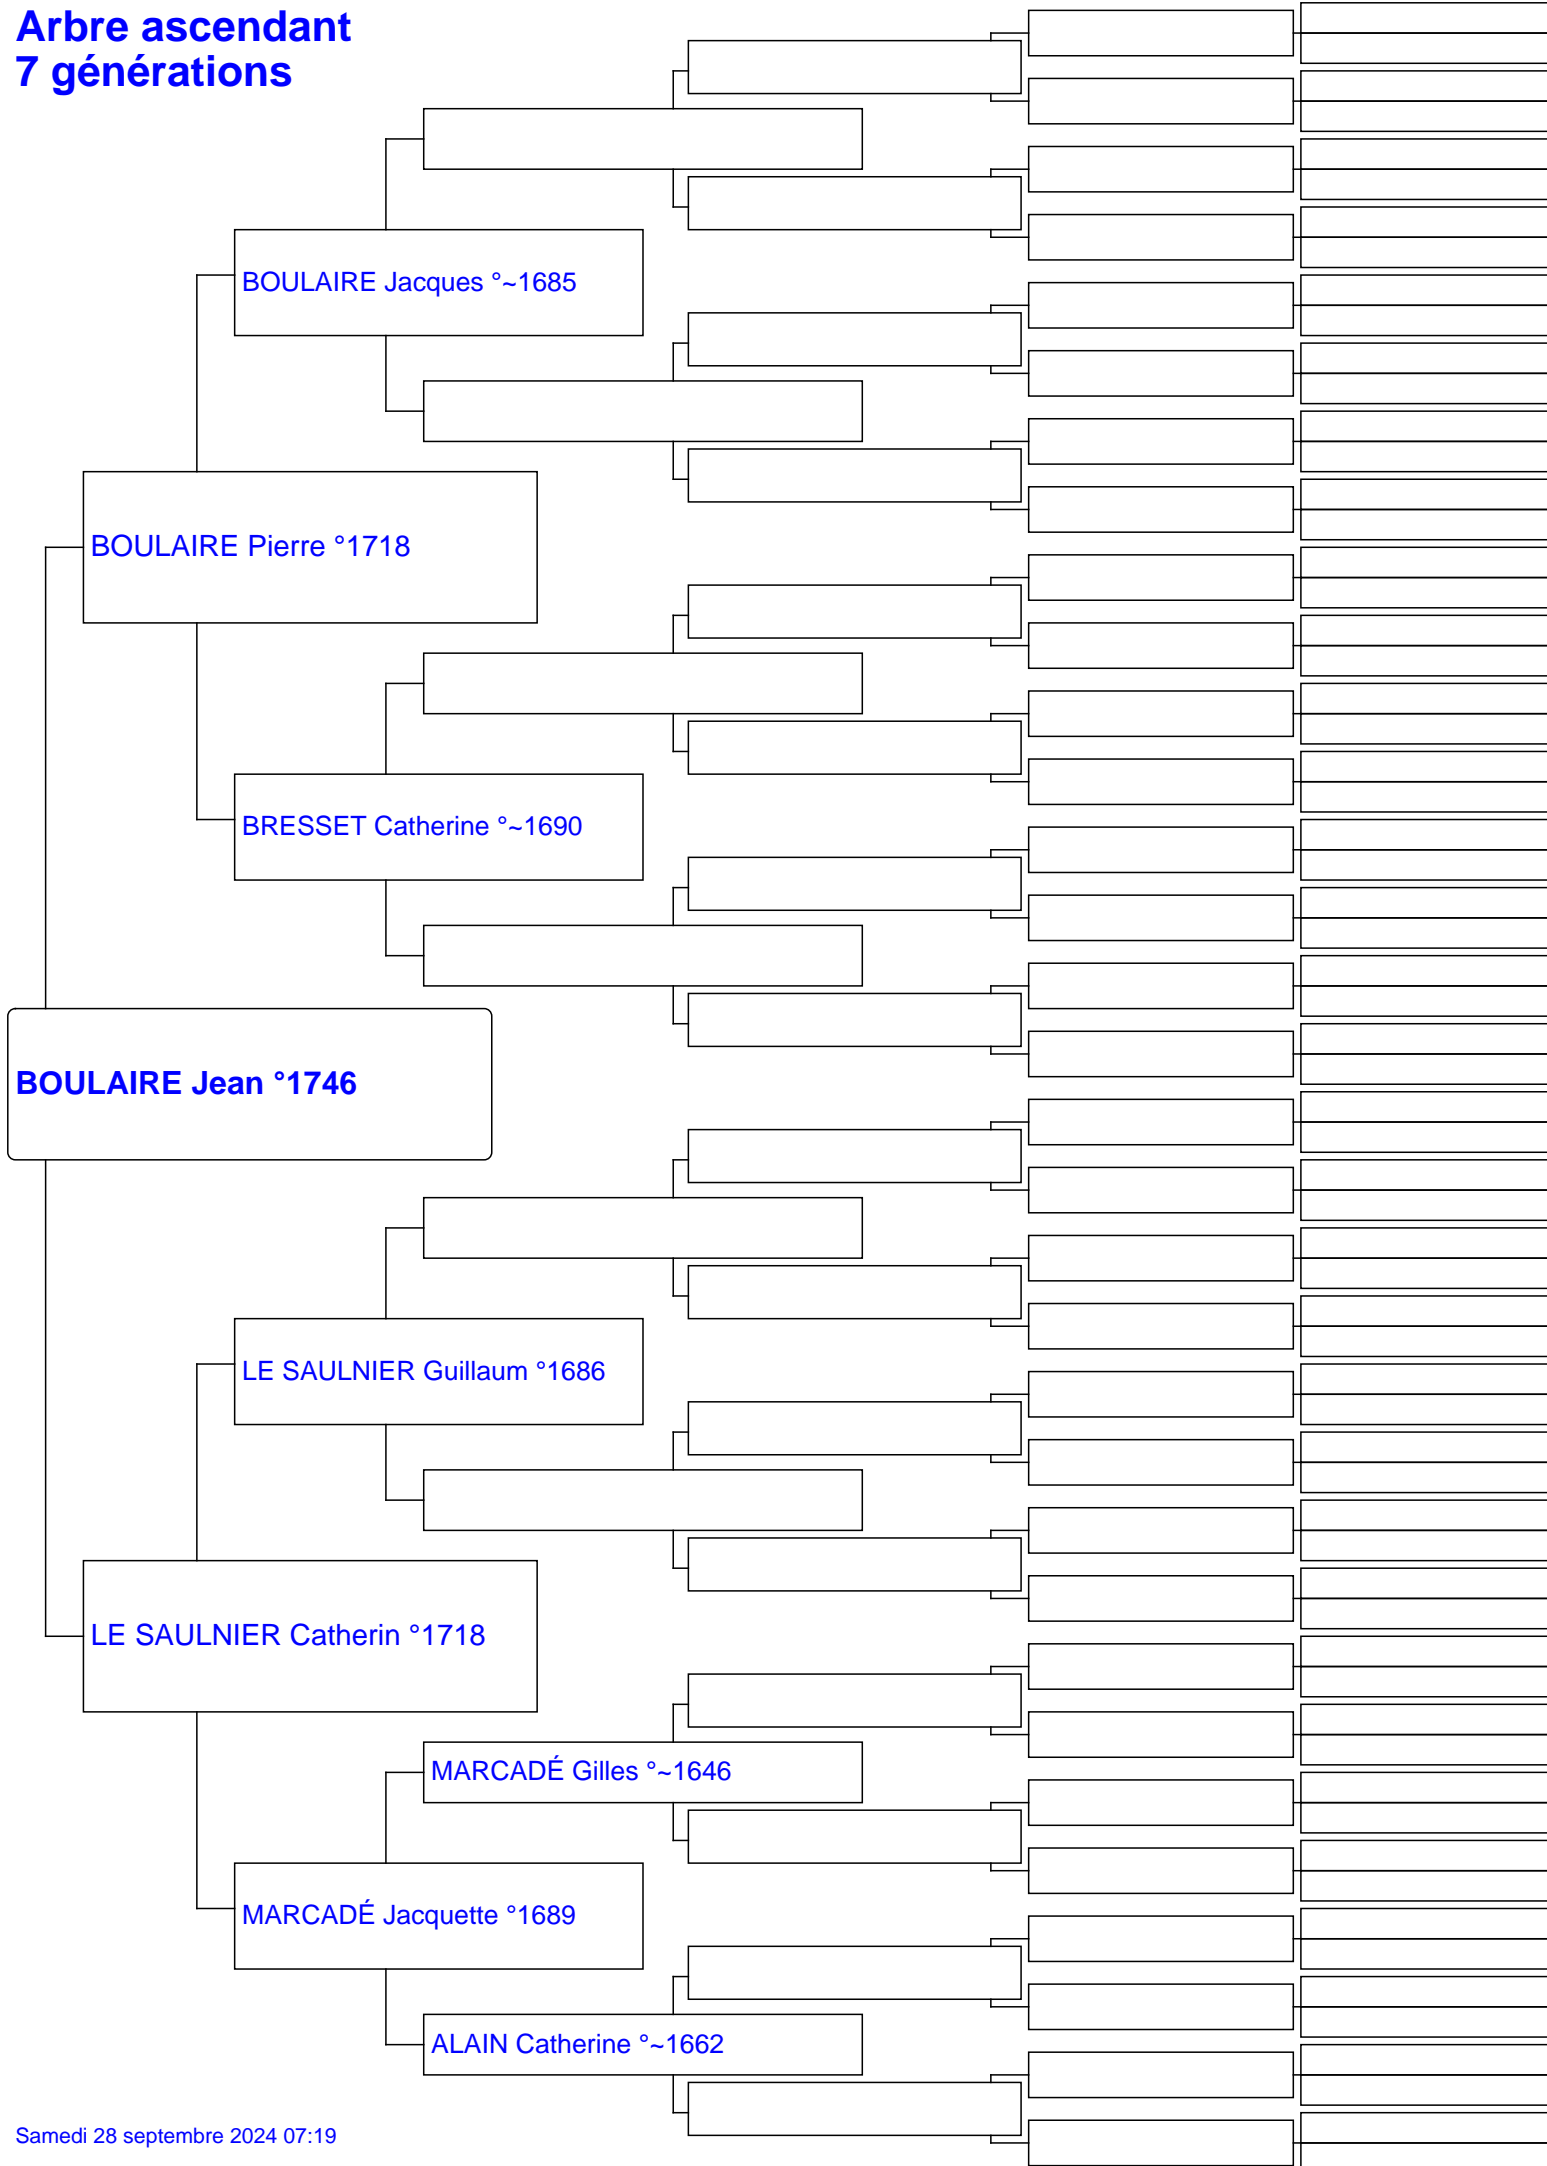 Arbre ascendant
7 générations
BOULAIRE Jacques °~1685
BOULAIRE Pierre °1718
BRESSET Catherine °~1690
BOULAIRE Jean °1746
LE SAULNIER Guillaum °1686
LE SAULNIER Catherin °1718
MARCADÉ Gilles °~1646
MARCADÉ Jacquette °1689
ALAIN Catherine °~1662
Samedi 28 septembre 2024 07:19